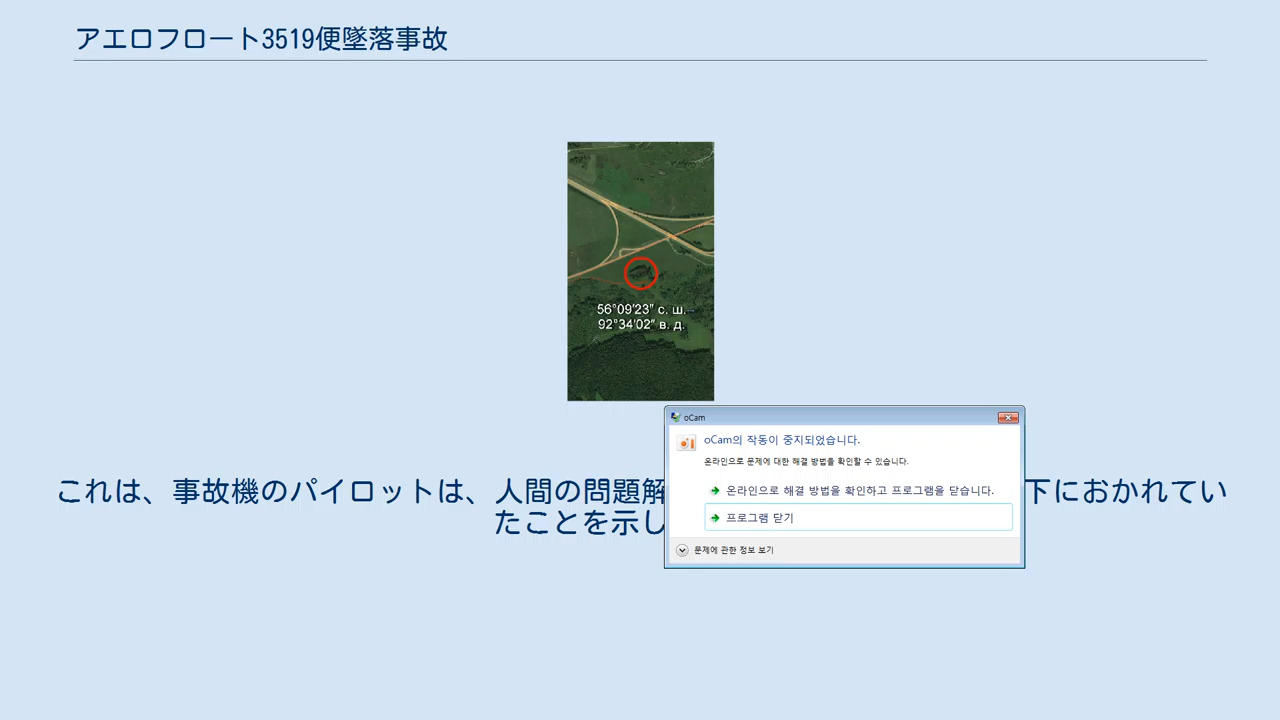 アエロフロート3519便墜落事故
56°09'23" с. ш.
92°34'02" в. д.
oCam
oCam의 작동이 중지되었습니다.
온라인으로 문제에 대한 해결 방법을 확인할 수 있습니다.
これは、事故機のパイロットは、人間の問題解
下におかれてい
온라인으로 해결 방법을 확인하고 프로그램을 닫습니다.
たことを示し
프로그램 닫기
문제에 관한 정보 보기